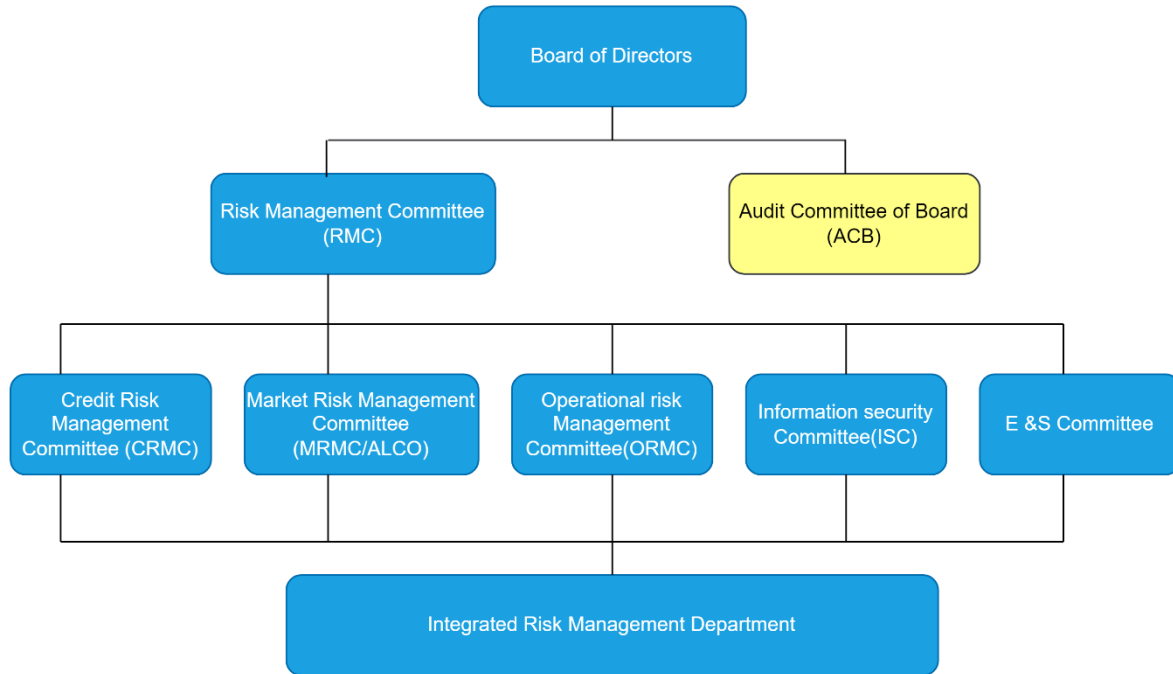 Board of Directors
Risk Management Committee
(RMC)
Audit Committee of Board
(ACB)
Credit Risk
Management
Committee (CRMC)
Market Risk Management
Committee
(MRMC/ALCO)
Operational risk
Management
Committee(ORMC)
Information security
Committee(ISC)
E &S Committee
Integrated Risk Management Department